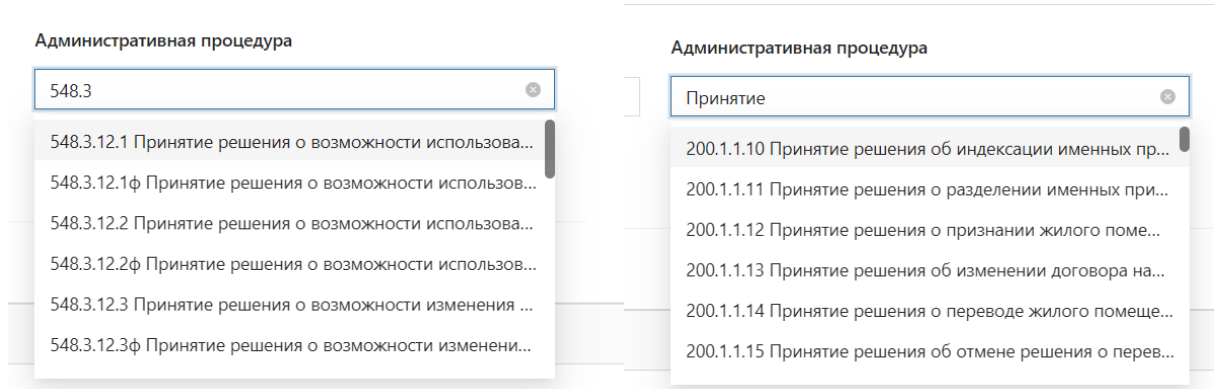 Административная процедура
548.3
548.3.12.1 Принятие решения о возможности использова...
548.3.12.1ф Принятие решения о возможности использов...
548.3.12.2 Принятие решения о возможности использова...
548.3.12.2ф Принятие решения о возможности использов...
548.3.12.3 Принятие решения о возможности изменения ...
548.3.12.3ф Принятие решения о возможности изменени...
Административная процедура
Принятие
200.1.1.10 Принятие решения об индексации именных пр...
200.1.1.11 Принятие решения о разделении именных при...
200.1.1.12 Принятие решения о признании жилого поме...
200.1.1.13 Принятие решения об изменении договора на...
200.1.1.14 Принятие решения о переводе жилого помеще...
200.1.1.15 Принятие решения об отмене решения о перев...